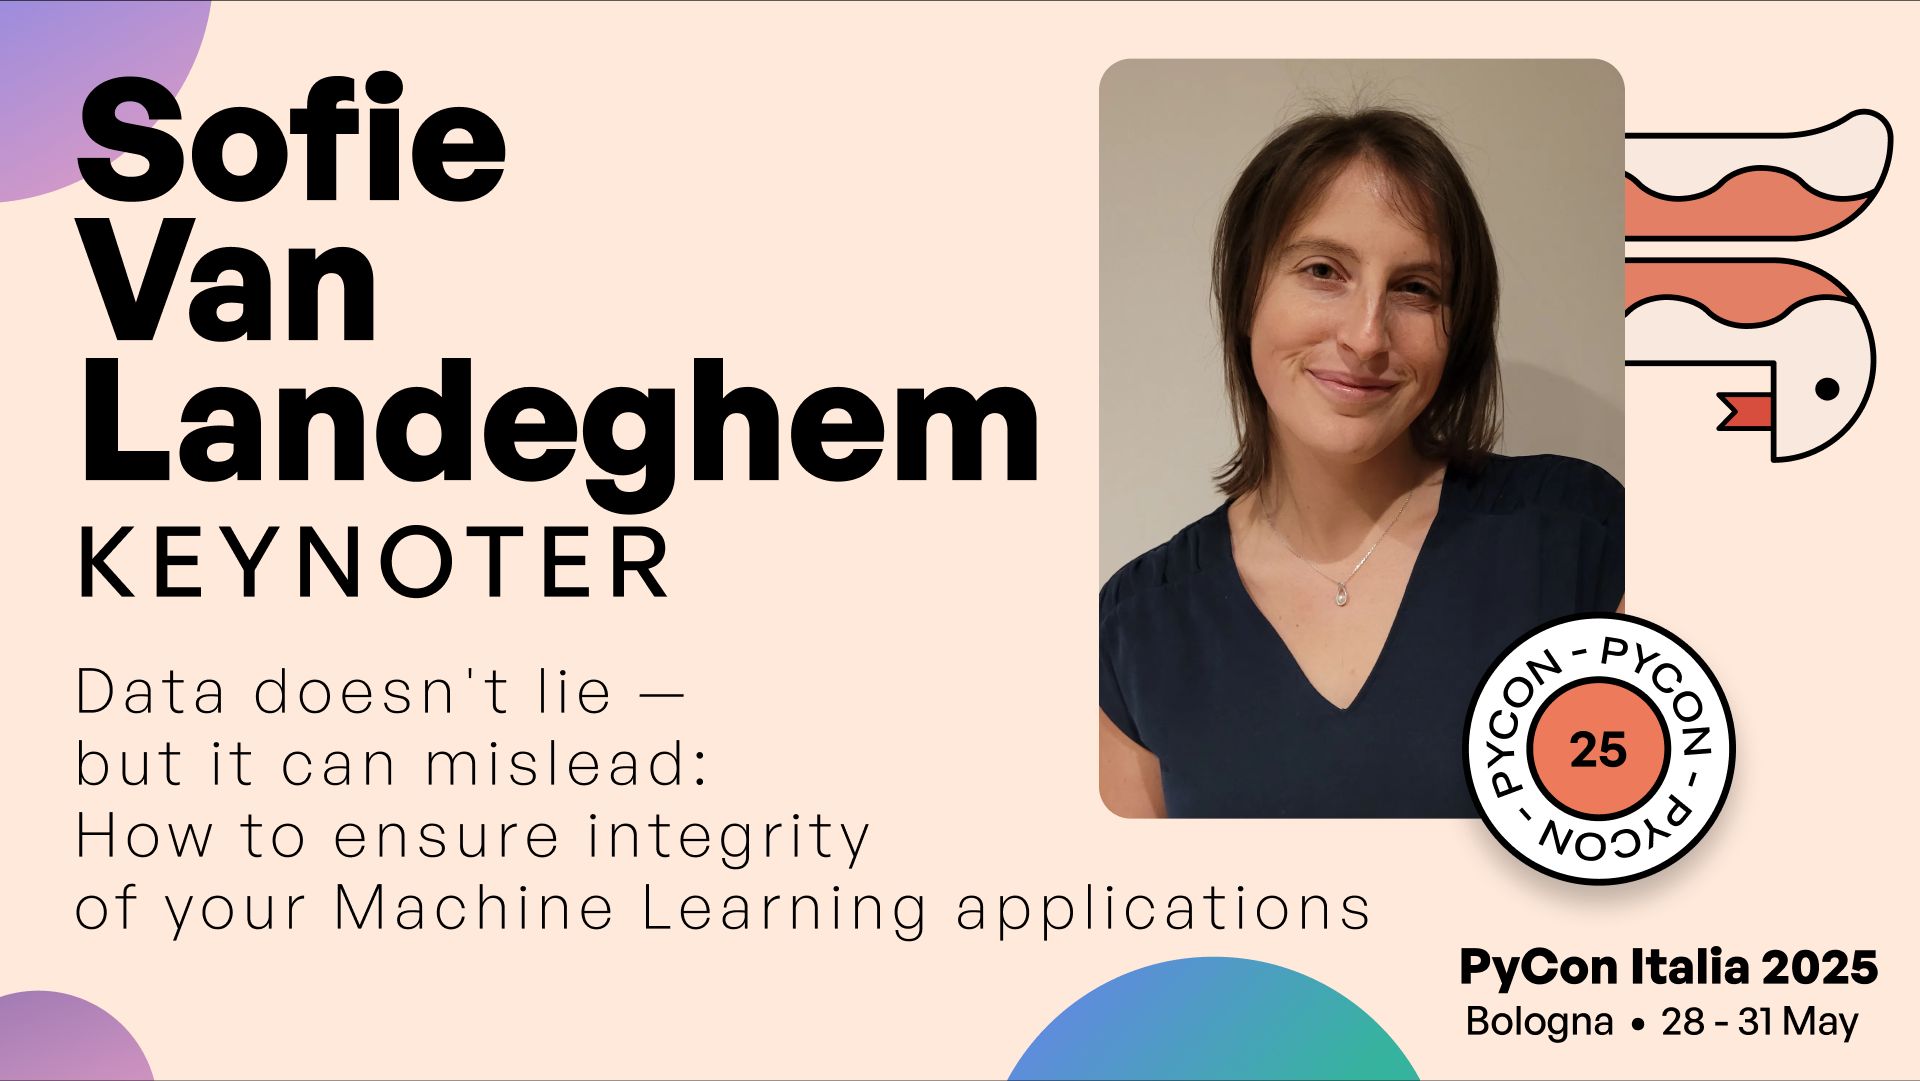 Sofie
Van
Landeghem
KEYNOTER
Data doesn't lie —
but it can mislead:
How to ensure integrity
of your Machine Learning applications
PYCON - PYCON - PYCON - PYCON -
25
PyCon Italia 2025
Bologna • 28 - 31 May